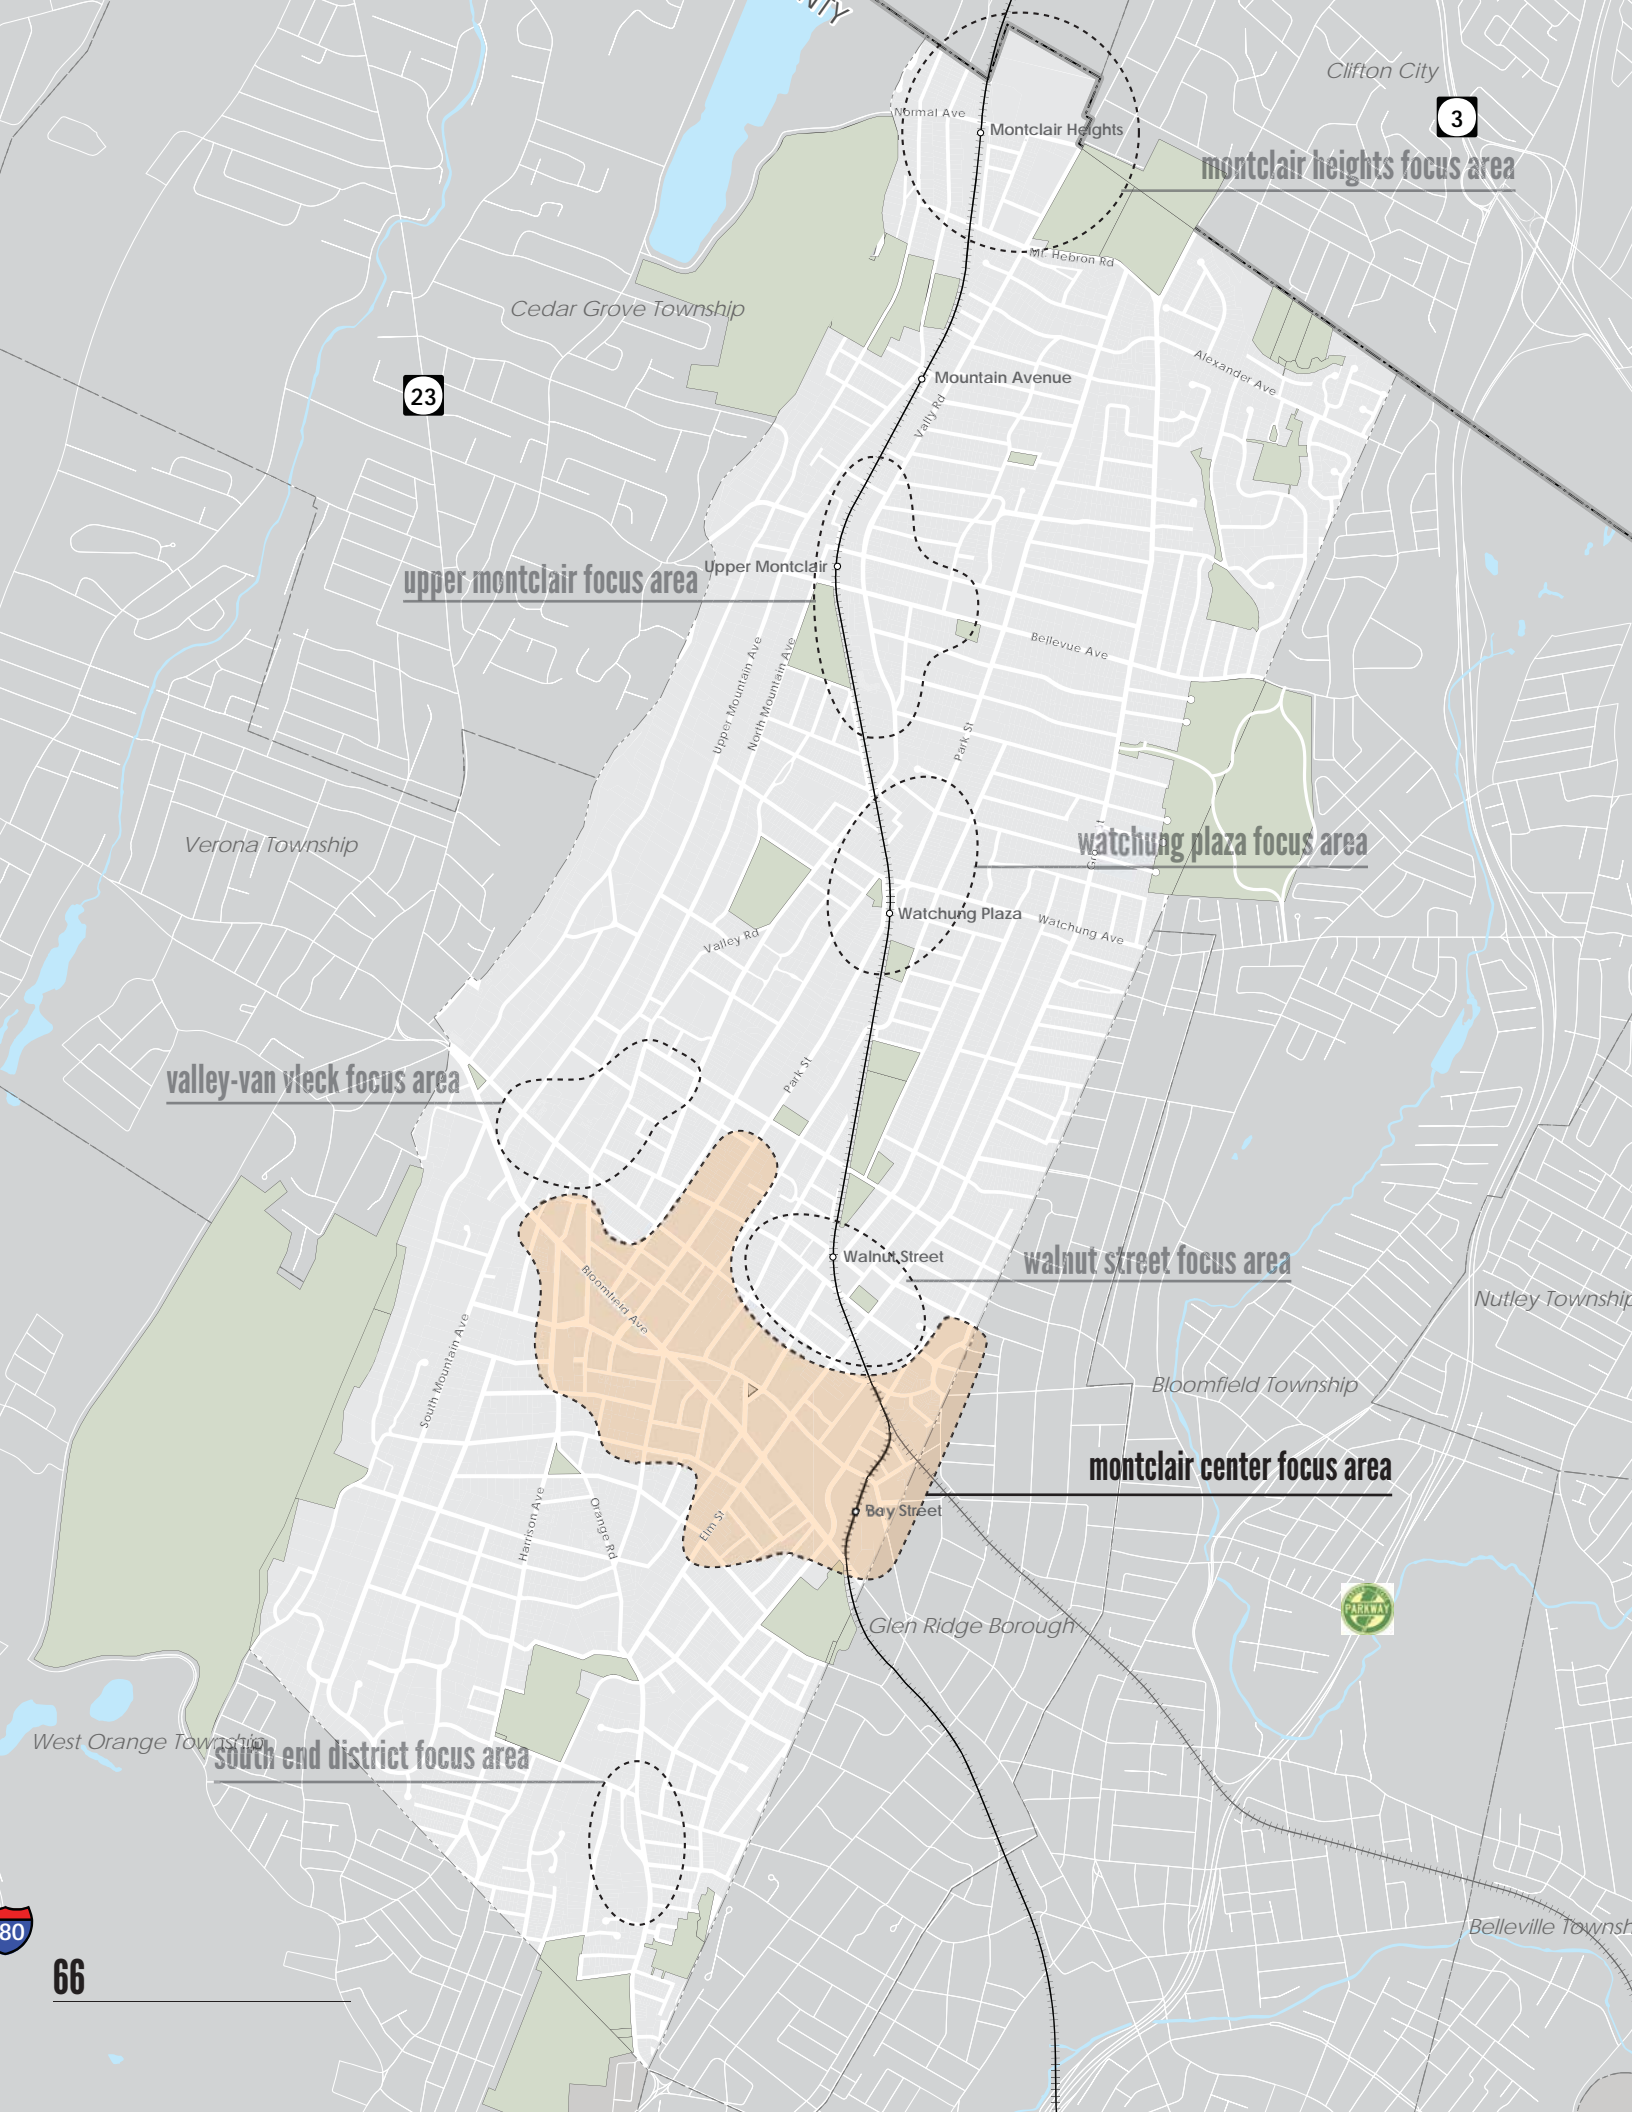 NTY
Clifton City
3
Normal Ave
Montclair Heights
montclair heights focus area
Mt. Hebron Rd
Cedar Grove Township
Alexander Ave
Mountain Avenue
23
Vally Rd
Upper Montclair
upper montclair focus area
Bellevue Ave
Upper Mountain Ave
North Mountain Ave
Park St
watchung plaza focus area
Verona Township
Watchung Plaza
Watchung Ave
Valley Rd
Park St
valley-van vleck focus area
Walnut Street
walnut street focus area
Bloomfield Ave
Nutley Township
South Mountain Ave
Bloomfield Township
montclair center focus area
Bay Street
Elm St
Harrison Ave
Orange Rd
PARKWAY
Glen Ridge Borough
West Orange Township
south end district focus area
80
Belleville Townsh
66